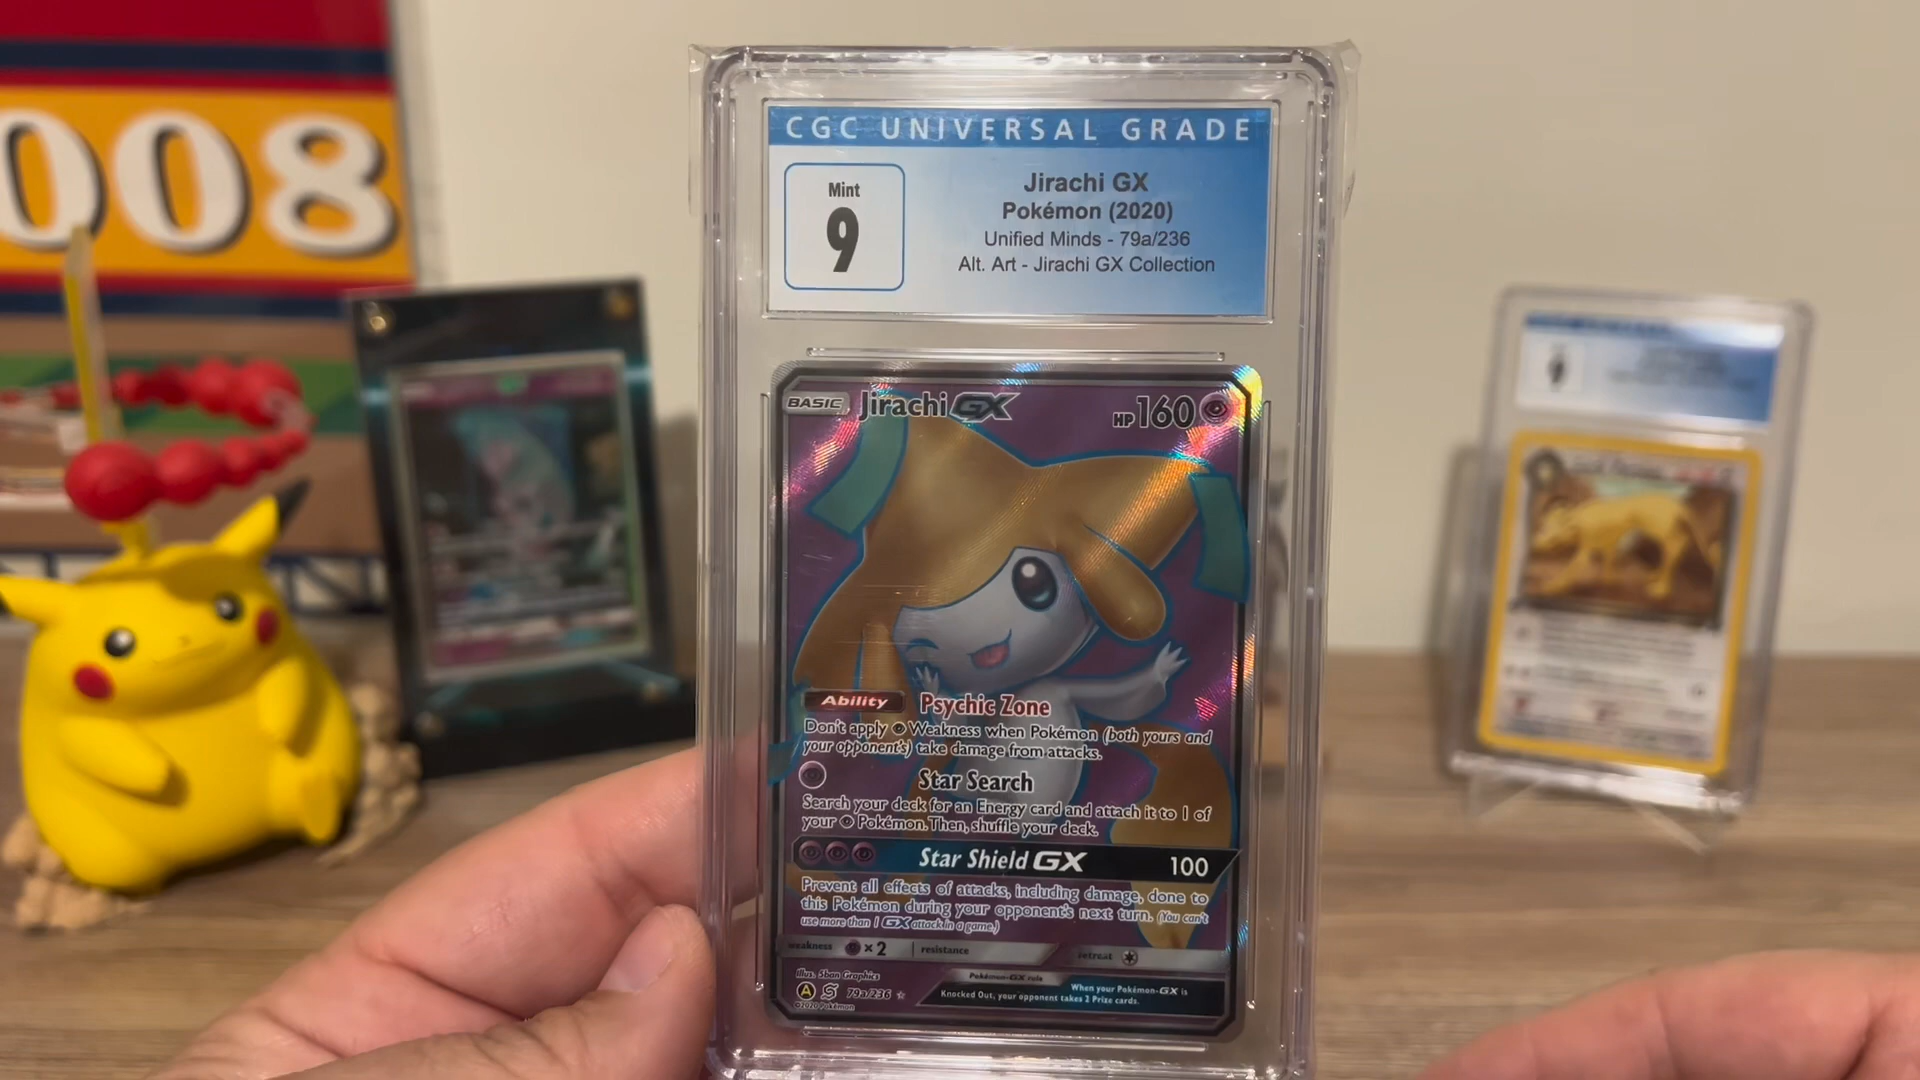 008
CGC UNIVERSAL GRADE
Mint
9
Jirachi GX
Pokémon (2020)
Unified Minds - 79a/236
Alt. Art - Jirachi GX Collection
BASIC Jirachi GX HP160
Ability Psychic Zone
Don't apply Weakness when Pokémon (both yours and
your opponent's) take damage from attacks.
Star Search
Search your deck for an Energy card and attach it to 1 of
your Pokémon. Then, shuffle your deck.
Star Shield GX 100
Prevent all effects of attacks, including damage, done to
this Pokémon during your opponent's next turn. (You can't
use more than 1 GX attack in a game.)
weakness ×2 resistance retreat
Illus. Sban Graphics
A 79a/236
©2020 Pokémon
Pokémon-GX rule
When your Pokémon-GX is
Knocked Out, your opponent takes 2 Prize cards.